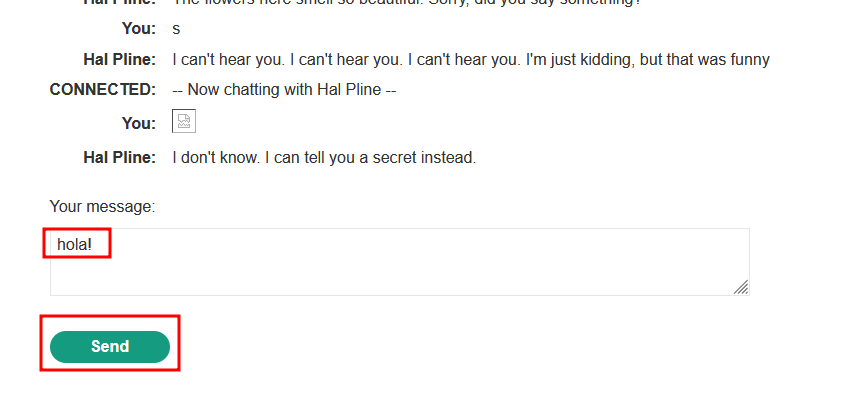 Hal Pline: The flowers here smell so beautiful. Sorry, did you say something?
You: s
Hal Pline: I can't hear you. I can't hear you. I can't hear you. I'm just kidding, but that was funny
CONNECTED: -- Now chatting with Hal Pline --
You:
Hal Pline: I don't know. I can tell you a secret instead.
Your message:
hola!
Send